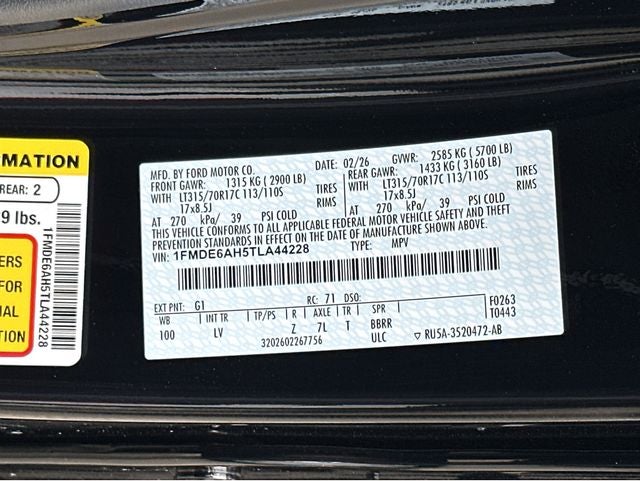 RMATION
REAR: 2
9 lbs.
ERS
FOR
AL
TION
1FMDE6AH5TLA44228
MFD. BY FORD MOTOR CO.
DATE: 02/26 GVWR: 2585 KG ( 5700 LB)
FRONT GAWR: 1315 KG ( 2900 LB) REAR GAWR: 1433 KG ( 3160 LB)
WITH LT315/70R17C 113/110S TIRES WITH LT315/70R17C 113/110S TIRES
17x8.5J RIMS 17x8.5J RIMS
AT 270 kPa/ 39 PSI COLD AT 270 kPa/ 39 PSI COLD
THIS VEHICLE CONFORMS TO ALL APPLICABLE FEDERAL MOTOR VEHICLE SAFETY AND THEFT
PREVENTION STANDARDS IN EFFECT ON THE DATE OF MANUFACTURE SHOWN ABOVE.
VIN: 1FMDE6AH5TLA44228 TYPE: MPV
EXT PNT: G1 RC: 71 DSO: F0263
WB INT TR TP/PS R AXLE TR SPR T0443
100 LV Z 7L T BBRR
3202602267756 ULC ▽ RU5A-3520472-AB